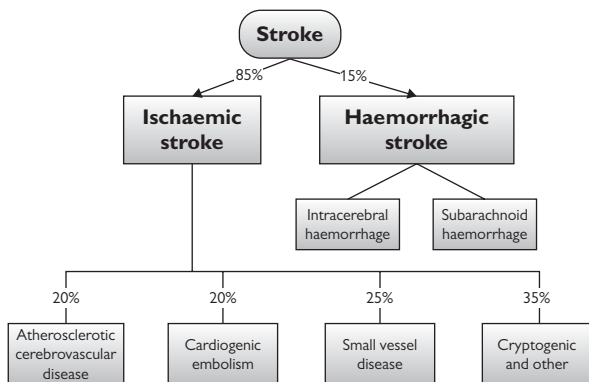 Stroke
85%
15%
Ischaemic
stroke
Haemorrhagic
stroke
Intracerebral
haemorrhage
Subarachnoid
haemorrhage
20%
20%
25%
35%
Atherosclerotic
cerebrovascular
disease
Cardiogenic
embolism
Small vessel
disease
Cryptogenic
and other